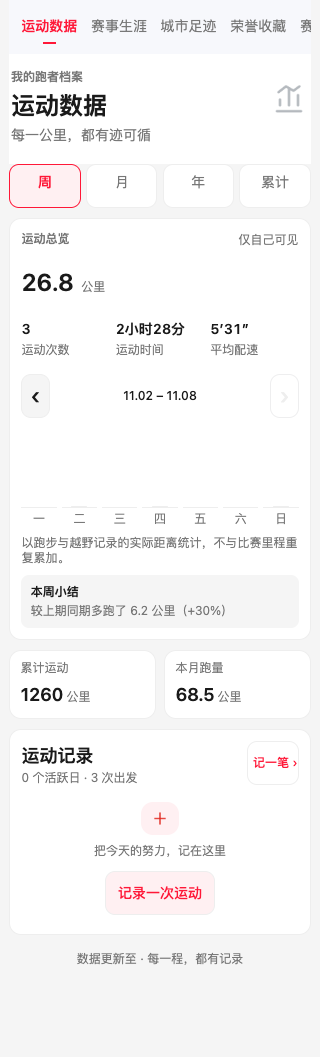 运动数据 赛事生涯 城市足迹 荣誉收藏 赛
我的跑者档案
运动数据
每一公里，都有迹可循
周 月 年 累计
运动总览 仅自己可见
26.8 公里
3 2小时28分 5’31”
运动次数 运动时间 平均配速
‹ 11.02 – 11.08 ›
一 二 三 四 五 六 日
以跑步与越野记录的实际距离统计，不与比赛里程重
复累加。
本周小结
较上期同期多跑了 6.2 公里（+30%）
累计运动 本月跑量
1260 公里 68.5 公里
运动记录 记一笔 ›
0 个活跃日 · 3 次出发
+
把今天的努力，记在这里
记录一次运动
数据更新至 · 每一程，都有记录